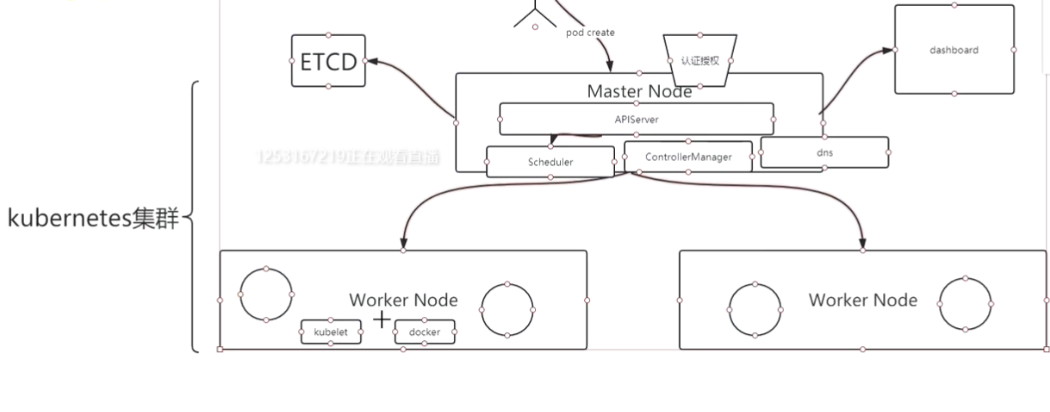 pod create
ETCD
认证授权
dashboard
Master Node
APIServer
1253167219正在观看直播
Scheduler
ControllerManager
dns
kubernetes集群
Worker Node
kubelet
docker
Worker Node